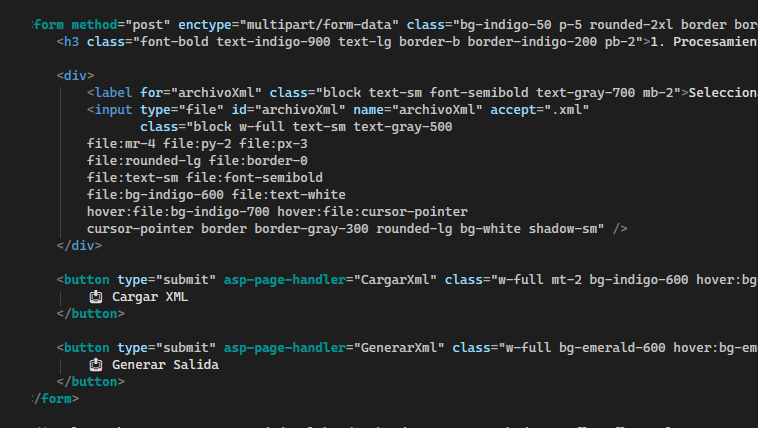 form method="post" enctype="multipart/form-data" class="bg-indigo-50 p-5 rounded-2xl border
<h3 class="font-bold text-indigo-900 text-lg border-b border-indigo-200 pb-2">1.
<div>
<label for="archivoXml" class="block text-sm font-semibold text-gray-700 mb-2">
<input type="file" id="archivoXml" name="archivoXml" accept=".xml"
class="block w-full text-sm text-gray-500
file:mr-4 file:py-2 file:px-3
file:rounded-lg file:border-0
file:text-sm file:font-semibold
file:bg-indigo-600 file:text-white
hover:file:bg-indigo-700 hover:file:cursor-pointer
cursor-pointer border border-gray-300 rounded-lg bg-white shadow-sm" />
</div>
<button type="submit" asp-page-handler="CargarXml" class="w-full mt-2 bg-indigo-600 hover:bg
📥 Cargar XML
</button>
<button type="submit" asp-page-handler="GenerarXml" class="w-full bg-emerald-600 hover:bg-em
📥 Generar Salida
</button>
/form>